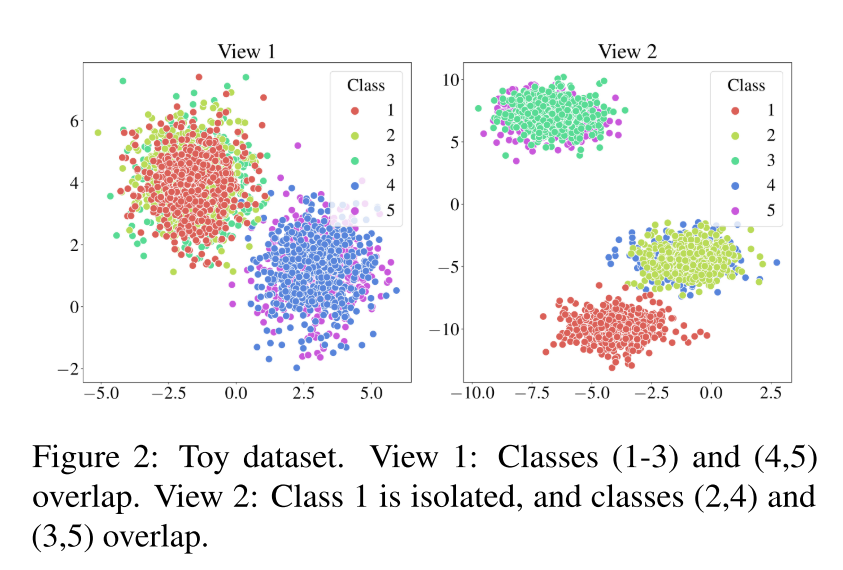 View 1
Class
1
2
3
4
5
6
4
2
0
−2
−5.0 −2.5 0.0 2.5 5.0
View 2
Class
1
2
3
4
5
10
5
0
−5
−10
−10.0 −7.5 −5.0 −2.5 0.0 2.5
Figure 2: Toy dataset. View 1: Classes (1-3) and (4,5)
overlap. View 2: Class 1 is isolated, and classes (2,4) and
(3,5) overlap.